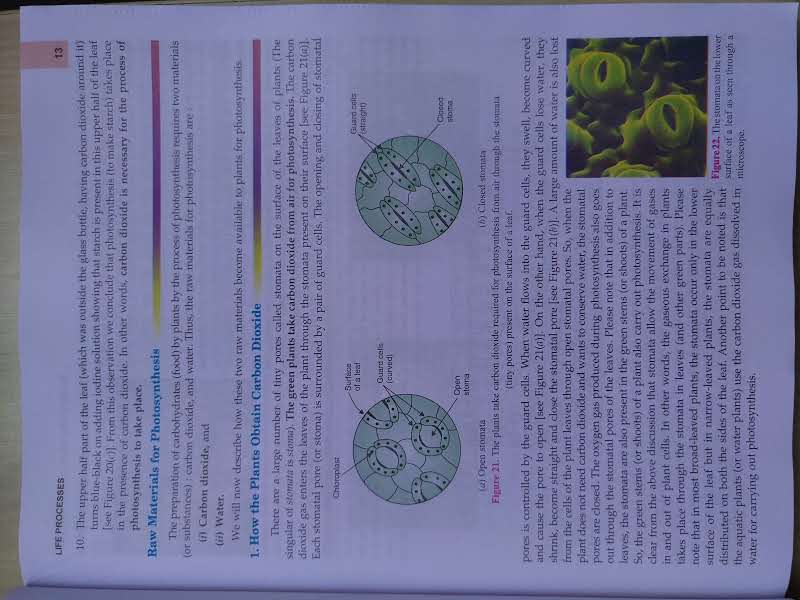 LIFE PROCESSES
13
10. The upper half part of the leaf (which was outside the glass bottle, having carbon dioxide around it)
turns blue-black on adding iodine solution showing that starch is present in this upper half of the leaf
[see Figure 20(c)]. From this observation we conclude that photosynthesis (to make starch) takes place
in the presence of carbon dioxide. In other words, carbon dioxide is necessary for the process of
photosynthesis to take place.
Raw Materials for Photosynthesis
The preparation of carbohydrates (food) by plants by the process of photosynthesis requires two materials
(or substances) : carbon dioxide, and water. Thus, the raw materials for photosynthesis are :
(i) Carbon dioxide, and
(ii) Water.
We will now describe how these two raw materials become available to plants for photosynthesis.
1. How the Plants Obtain Carbon Dioxide
There are a large number of tiny pores called stomata on the surface of the leaves of plants (The
singular of stomata is stoma). The green plants take carbon dioxide from air for photosynthesis. The carbon
dioxide gas enters the leaves of the plant through the stomata present on their surface [see Figure 21(a)].
Each stomatal pore (or stoma) is surrounded by a pair of guard cells. The opening and closing of stomatal
Chloroplast
Surface
of a leaf
Guard cells
(curved)
Open
stoma
(a) Open stomata
Guard cells
(straight)
Closed
stoma
(b) Closed stomata
Figure 21. The plants take carbon dioxide required for photosynthesis from air through the stomata
(tiny pores) present on the surface of a leaf.
pores is controlled by the guard cells. When water flows into the guard cells, they swell, become curved
and cause the pore to open [see Figure 21(a)]. On the other hand, when the guard cells lose water, they
shrink, become straight and close the stomatal pore [see Figure 21(b)]. A large amount of water is also lost
from the cells of the plant leaves through open stomatal pores. So, when the
plant does not need carbon dioxide and wants to conserve water, the stomatal
pores are closed. The oxygen gas produced during photosynthesis also goes
out through the stomatal pores of the leaves. Please note that in addition to
leaves, the stomata are also present in the green stems (or shoots) of a plant.
So, the green stems (or shoots) of a plant also carry out photosynthesis. It is
clear from the above discussion that stomata allow the movement of gases
in and out of plant cells. In other words, the gaseous exchange in plants
takes place through the stomata in leaves (and other green parts). Please
note that in most broad-leaved plants, the stomata occur only in the lower
surface of the leaf but in narrow-leaved plants, the stomata are equally
distributed on both the sides of the leaf. Another point to be noted is that
the aquatic plants (or water plants) use the carbon dioxide gas dissolved in
water for carrying out photosynthesis.
Figure 22. The stomata on the lower
surface of a leaf as seen through a
microscope.